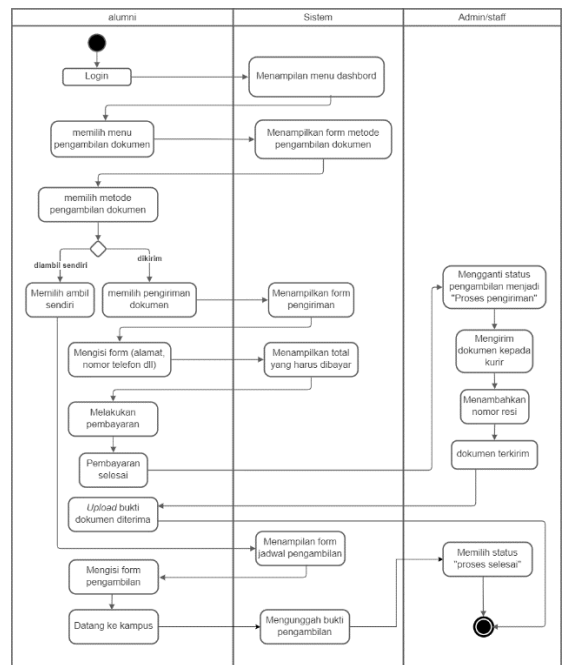 alumni
Sistem
Admin/staff
Login
Menampilan menu dashbord
memilih menu
pengambilan dokumen
Menampilkan form metode
pengambilan dokumen
memilih metode
pengambilan dokumen
diambil sendiri
dikirim
Memilih ambil
sendiri
memilih pengiriman
dokumen
Menampilkan form
pengiriman
Mengganti status
pengambilan menjadi
"Proses pengiriman"
Mengisi form (alamat,
nomor telefon dll)
Menampilkan total
yang harus dibayar
Mengirim
dokumen kepada
kurir
Melakukan
pembayaran
Menambahkan
nomor resi
Pembayaran
selesai
dokumen terkirim
Upload bukti
dokumen diterima
Menampilan form
jadwal pengambilan
Memilih status
"proses selesai"
Mengisi form
pengambilan
Datang ke kampus
Mengunggah bukti
pengambilan